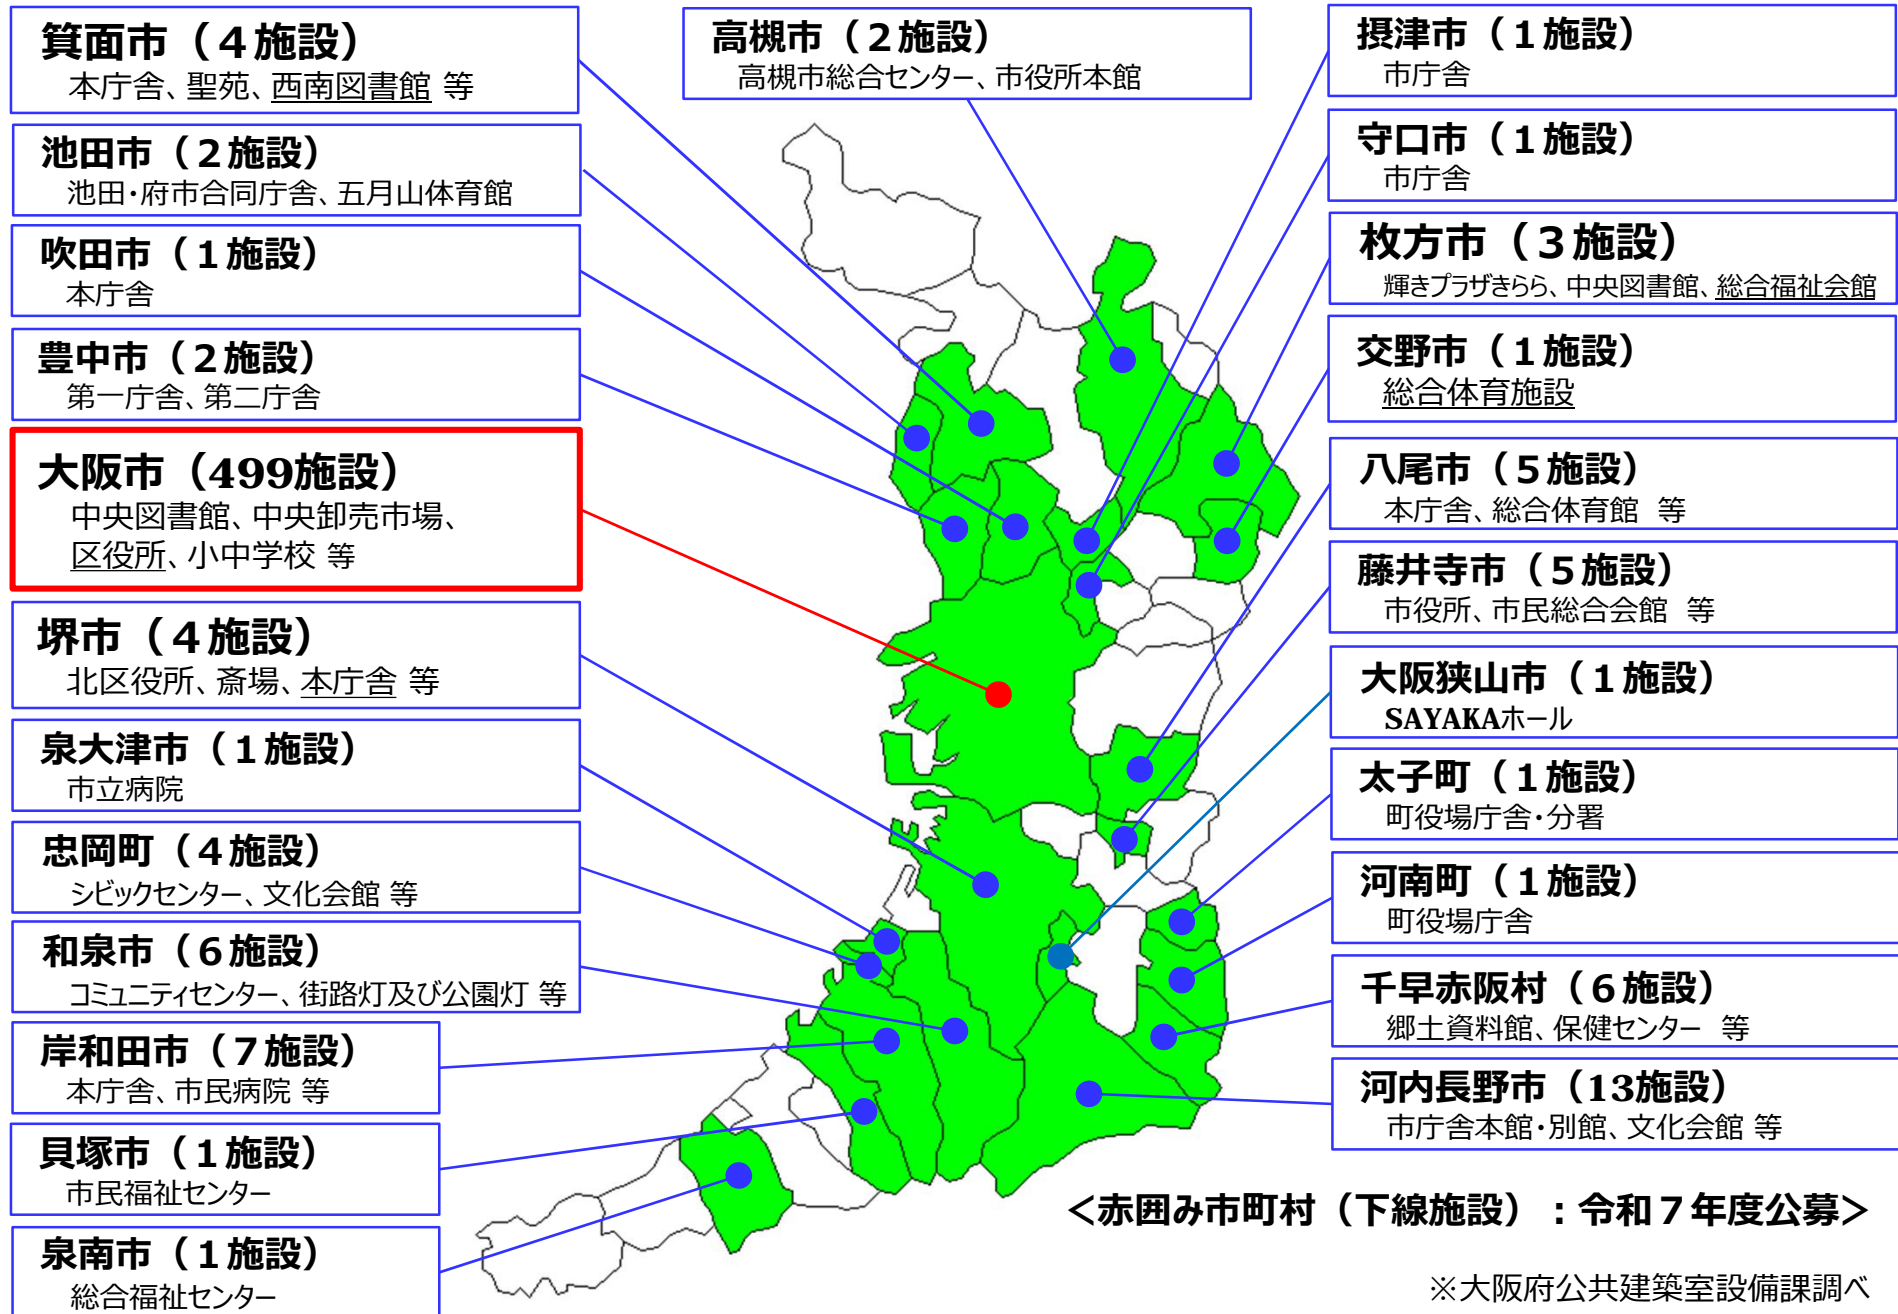 箕面市（４施設）
本庁舎、聖苑、西南図書館 等
池田市（２施設）
池田・府市合同庁舎、五月山体育館
吹田市（１施設）
本庁舎
豊中市（２施設）
第一庁舎、第二庁舎
大阪市（499施設）
中央図書館、中央卸売市場、
区役所、小中学校 等
堺市（４施設）
北区役所、斎場、本庁舎 等
泉大津市（１施設）
市立病院
忠岡町（４施設）
シビックセンター、文化会館 等
和泉市（６施設）
コミュニティセンター、街路灯及び公園灯 等
岸和田市（７施設）
本庁舎、市民病院 等
貝塚市（１施設）
市民福祉センター
泉南市（１施設）
総合福祉センター
高槻市（２施設）
高槻市総合センター、市役所本館
摂津市（１施設）
市庁舎
守口市（１施設）
市庁舎
枚方市（３施設）
輝きプラザきらら、中央図書館、総合福祉会館
交野市（１施設）
総合体育施設
八尾市（５施設）
本庁舎、総合体育館 等
藤井寺市（５施設）
市役所、市民総合会館 等
大阪狭山市（１施設）
SAYAKAホール
太子町（１施設）
町役場庁舎・分署
河南町（１施設）
町役場庁舎
千早赤阪村（６施設）
郷土資料館、保健センター 等
河内長野市（13施設）
市庁舎本館・別館、文化会館 等
＜赤囲み市町村（下線施設）：令和７年度公募＞
※大阪府公共建築室設備課調べ